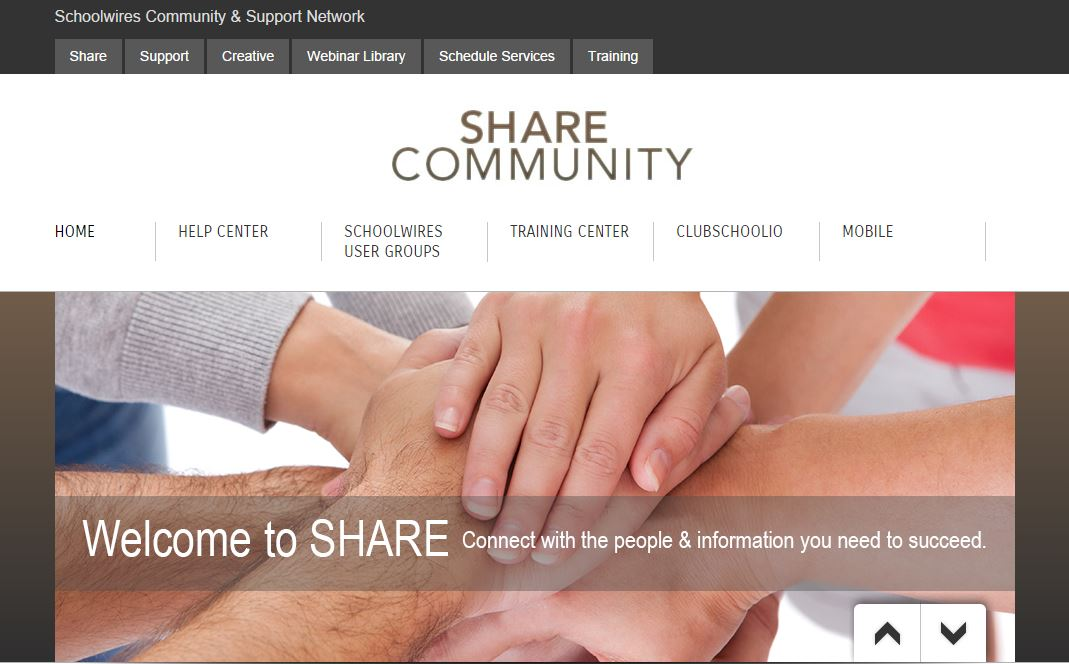 Schoolwires Community & Support Network
Share Support Creative Webinar Library Schedule Services Training
SHARE
COMMUNITY
HOME HELP CENTER SCHOOLWIRES USER GROUPS TRAINING CENTER CLUBSCHOOLIO MOBILE
Welcome to SHARE Connect with the people & information you need to succeed.